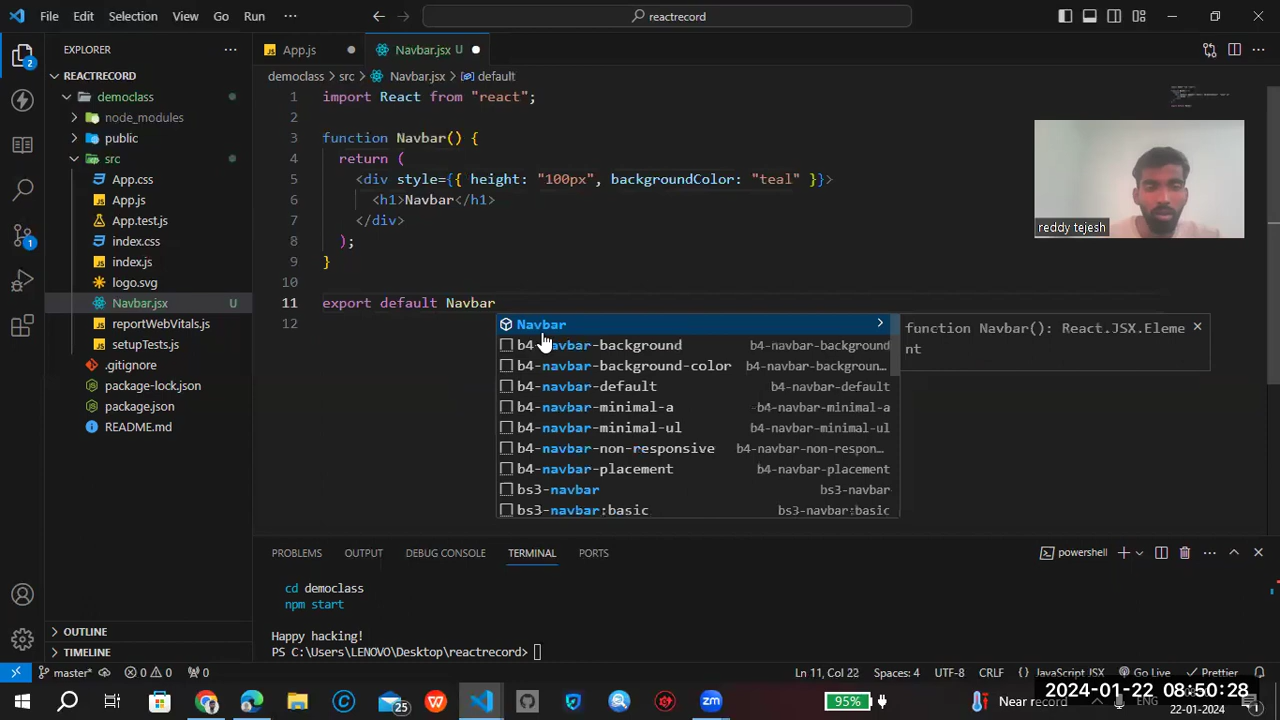 File Edit Selection View Go Run ··· reactrecord
EXPLORER ···
App.js
Navbar.jsx U
REACTRECORD
democlass > src > Navbar.jsx > default
democlass
node_modules
public
src
App.css
App.js
App.test.js
index.css
index.js
logo.svg
Navbar.jsx U
reportWebVitals.js
setupTests.js
.gitignore
package-lock.json
package.json
README.md
OUTLINE
TIMELINE
2
1
1 import React from "react";
2
3 function Navbar() {
4 return (
5 <div style={{ height: "100px", backgroundColor: "teal" }}>
6 <h1>Navbar</h1>
7 </div>
8 );
9 }
10
11 export default Navbar
12
Navbar
b4-navbar-background b4-navbar-background
b4-navbar-background-color b4-navbar-backgroun...
b4-navbar-default b4-navbar-default
b4-navbar-minimal-a b4-navbar-minimal-a
b4-navbar-minimal-ul b4-navbar-minimal-ul
b4-navbar-non-responsive b4-navbar-non-respon...
b4-navbar-placement b4-navbar-placement
bs3-navbar bs3-navbar
bs3-navbar:basic bs3-navbar:basic
function Navbar(): React.JSX.Eleme
nt
reddy tejesh
PROBLEMS OUTPUT DEBUG CONSOLE TERMINAL PORTS powershell
cd democlass
npm start
Happy hacking!
PS C:\Users\LENOVO\Desktop\reactrecord>
master* 0 0 0 Ln 11, Col 22 Spaces: 4 UTF-8 CRLF { } JavaScript JSX Go Live Prettier
25 95% Near record
2024-01-22 08:50:28
22-01-2024